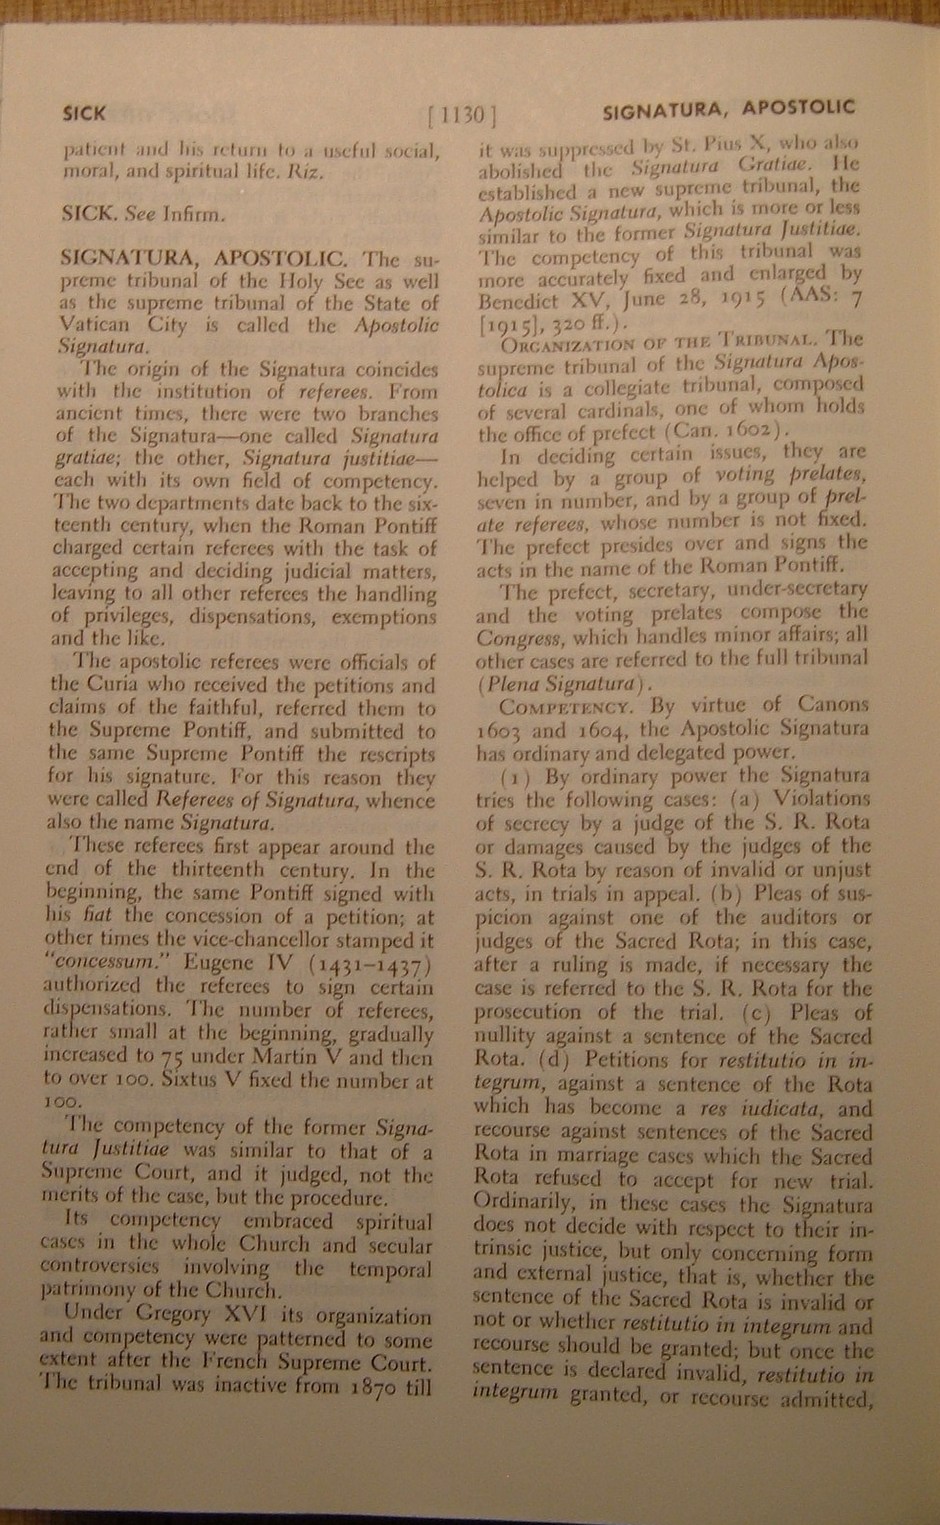 SICK
[ 1130 ]
SIGNATURA, APOSTOLIC
patient and his return to a useful social,
moral, and spiritual life. Riz.
SICK. See Infirm.
SIGNATURA, APOSTOLIC. The su-
preme tribunal of the Holy See as well
as the supreme tribunal of the State of
Vatican City is called the Apostolic
Signatura.
The origin of the Signatura coincides
with the institution of referees. From
ancient times, there were two branches
of the Signatura—one called Signatura
gratiae; the other, Signatura justitiae—
each with its own field of competency.
The two departments date back to the six-
teenth century, when the Roman Pontiff
charged certain referees with the task of
accepting and deciding judicial matters,
leaving to all other referees the handling
of privileges, dispensations, exemptions
and the like.
The apostolic referees were officials of
the Curia who received the petitions and
claims of the faithful, referred them to
the Supreme Pontiff, and submitted to
the same Supreme Pontiff the rescripts
for his signature. For this reason they
were called Referees of Signatura, whence
also the name Signatura.
These referees first appear around the
end of the thirteenth century. In the
beginning, the same Pontiff signed with
his fiat the concession of a petition; at
other times the vice-chancellor stamped it
"concessum." Eugene IV (1431–1437)
authorized the referees to sign certain
dispensations. The number of referees,
rather small at the beginning, gradually
increased to 75 under Martin V and then
to over 100. Sixtus V fixed the number at
100.
The competency of the former Signa-
tura Justitiae was similar to that of a
Supreme Court, and it judged, not the
merits of the case, but the procedure.
Its competency embraced spiritual
cases in the whole Church and secular
controversies involving the temporal
patrimony of the Church.
Under Gregory XVI its organization
and competency were patterned to some
extent after the French Supreme Court.
The tribunal was inactive from 1870 till
it was suppressed by St. Pius X, who also
abolished the Signatura Gratiae. He
established a new supreme tribunal, the
Apostolic Signatura, which is more or less
similar to the former Signatura Justitiae.
The competency of this tribunal was
more accurately fixed and enlarged by
Benedict XV, June 28, 1915 (AAS: 7
[1915], 320 ff.).
ORGANIZATION OF THE TRIBUNAL. The
supreme tribunal of the Signatura Apos-
tolica is a collegiate tribunal, composed
of several cardinals, one of whom holds
the office of prefect (Can. 1602).
In deciding certain issues, they are
helped by a group of voting prelates,
seven in number, and by a group of prel-
ate referees, whose number is not fixed.
The prefect presides over and signs the
acts in the name of the Roman Pontiff.
The prefect, secretary, under-secretary
and the voting prelates compose the
Congress, which handles minor affairs; all
other cases are referred to the full tribunal
(Plena Signatura).
COMPETENCY. By virtue of Canons
1603 and 1604, the Apostolic Signatura
has ordinary and delegated power.
(1) By ordinary power the Signatura
tries the following cases: (a) Violations
of secrecy by a judge of the S. R. Rota
or damages caused by the judges of the
S. R. Rota by reason of invalid or unjust
acts, in trials in appeal. (b) Pleas of sus-
picion against one of the auditors or
judges of the Sacred Rota; in this case,
after a ruling is made, if necessary the
case is referred to the S. R. Rota for the
prosecution of the trial. (c) Pleas of
nullity against a sentence of the Sacred
Rota. (d) Petitions for restitutio in in-
tegrum, against a sentence of the Rota
which has become a res iudicata, and
recourse against sentences of the Sacred
Rota in marriage cases which the Sacred
Rota refused to accept for new trial.
Ordinarily, in these cases the Signatura
does not decide with respect to their in-
trinsic justice, but only concerning form
and external justice, that is, whether the
sentence of the Sacred Rota is invalid or
not or whether restitutio in integrum and
recourse should be granted; but once the
sentence is declared invalid, restitutio in
integrum granted, or recourse admitted,